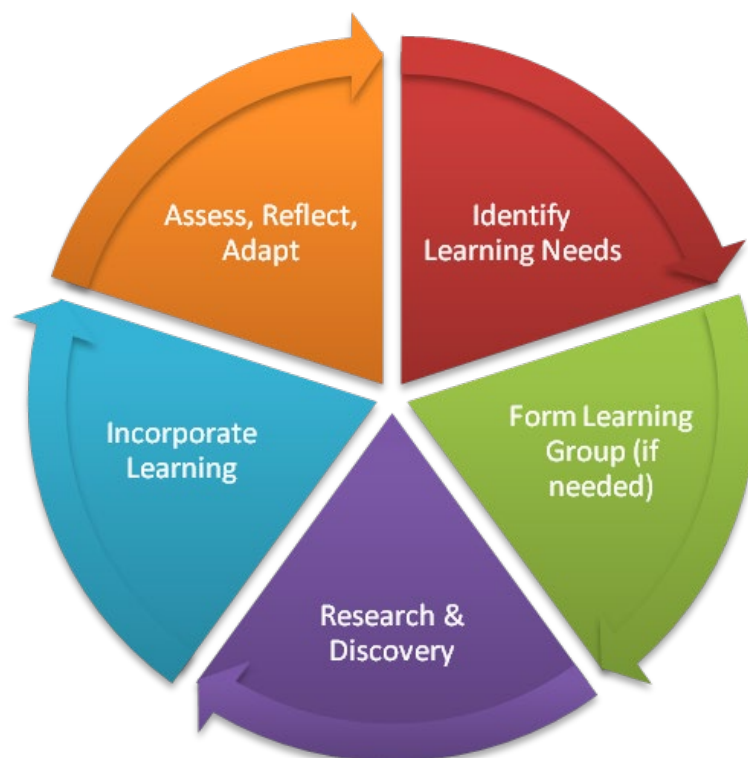 Identify
Learning Needs
Form Learning
Group (if
needed)
Research &
Discovery
Incorporate
Learning
Assess, Reflect,
Adapt